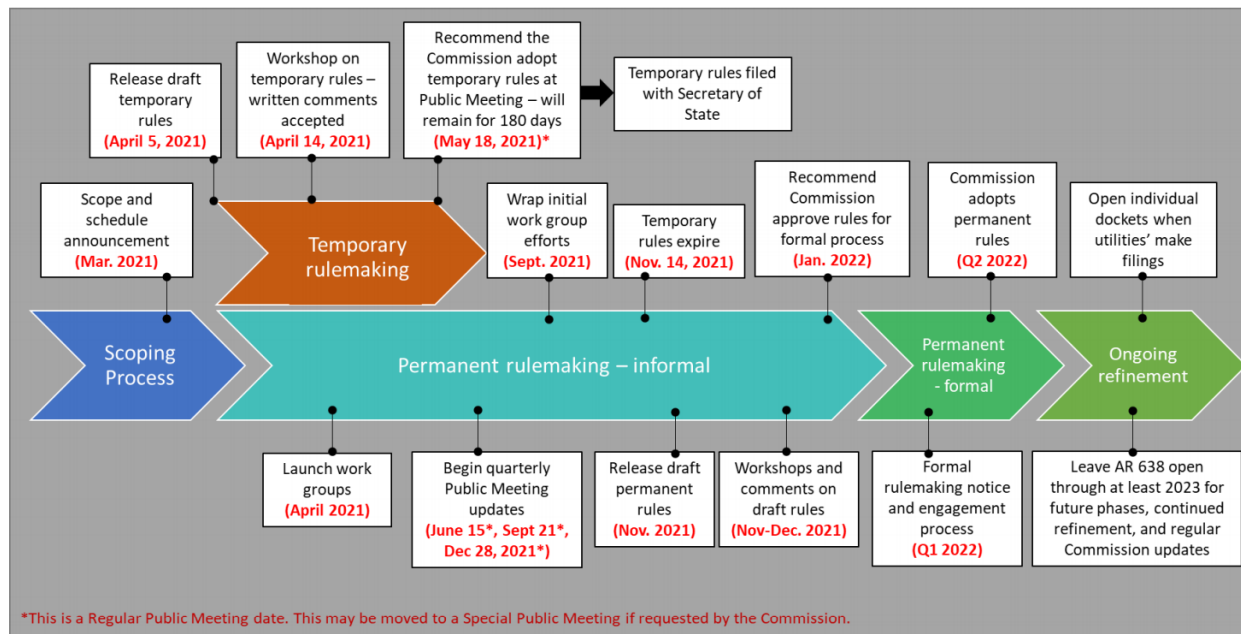 Release draft
temporary
rules
(April 5, 2021)
Workshop on
temporary rules –
written comments
accepted
(April 14, 2021)
Recommend the
Commission adopt
temporary rules at
Public Meeting – will
remain for 180 days
(May 18, 2021)*
Temporary rules filed
with Secretary of
State
Scope and
schedule
announcement
(Mar. 2021)
Temporary
rulemaking
Wrap initial
work group
efforts
(Sept. 2021)
Temporary
rules expire
(Nov. 14, 2021)
Recommend
Commission
approve rules for
formal process
(Jan. 2022)
Commission
adopts
permanent
rules
(Q2 2022)
Open individual
dockets when
utilities’ make
filings
Scoping
Process
Permanent rulemaking – informal
Permanent
rulemaking
- formal
Ongoing
refinement
Launch work
groups
(April 2021)
Begin quarterly
Public Meeting
updates
(June 15*, Sept 21*,
Dec 28, 2021*)
Release draft
permanent
rules
(Nov. 2021)
Workshops and
comments on
draft rules
(Nov-Dec. 2021)
Formal
rulemaking notice
and engagement
process
(Q1 2022)
Leave AR 638 open
through at least 2023 for
future phases, continued
refinement, and regular
Commission updates
*This is a Regular Public Meeting date. This may be moved to a Special Public Meeting if requested by the Commission.